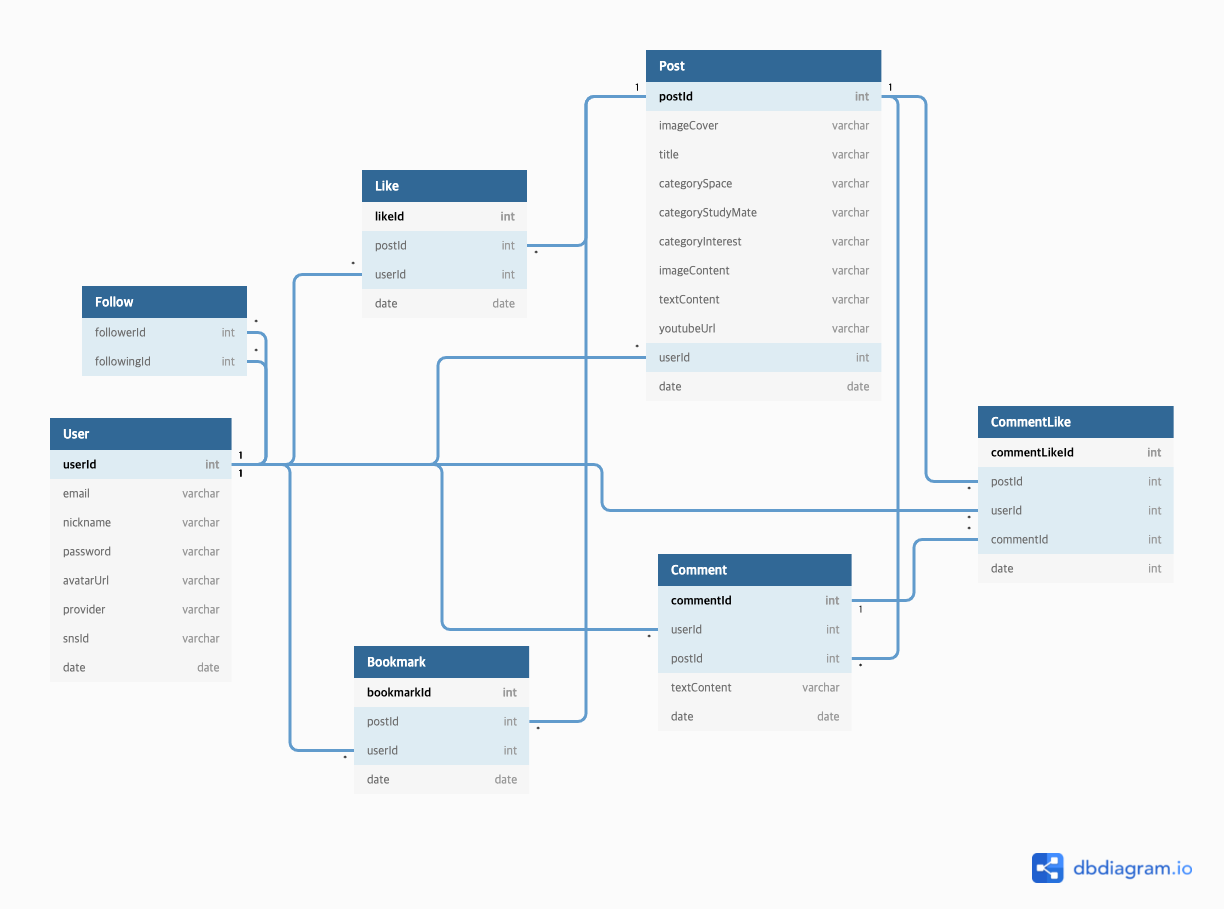 Post
postId int
imageCover varchar
title varchar
categorySpace varchar
categoryStudyMate varchar
categoryInterest varchar
imageContent varchar
textContent varchar
youtubeUrl varchar
userId int
date date
1
1
*
Like
likeId int
postId int
userId int
date date
*
*
Follow
followerId int
followingId int
*
*
User
userId int
email varchar
nickname varchar
password varchar
avatarUrl varchar
provider varchar
snsId varchar
date date
1
1
CommentLike
commentLikeId int
postId int
userId int
commentId int
date int
*
*
*
Comment
commentId int
userId int
postId int
textContent varchar
date date
1
*
*
Bookmark
bookmarkId int
postId int
userId int
date date
*
*
dbdiagram.io